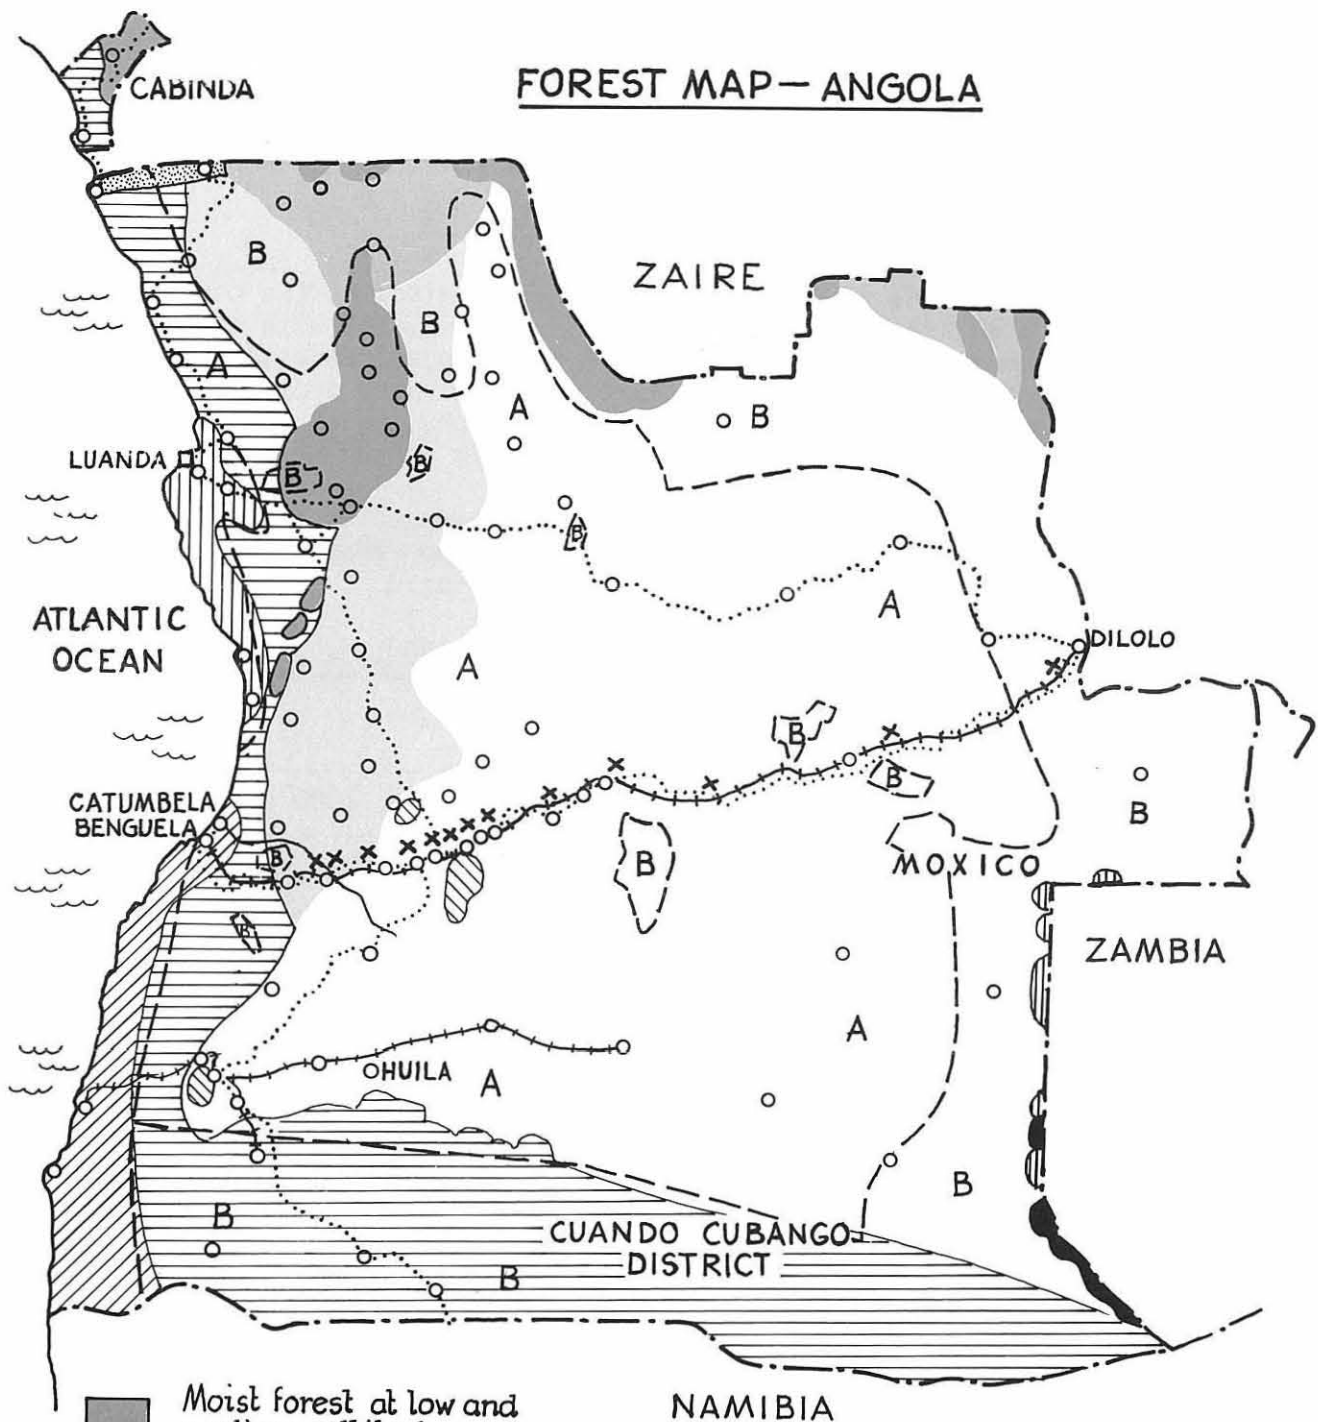 FOREST MAP — ANGOLA
CABINDA
B
ZAIRE
B
A
A
B
LUANDA
B
B
B
A
ATLANTIC
OCEAN
A
DILOLO
B
CATUMBELA
BENGUELA
B
B
B
B
MOXICO
B
ZAMBIA
A
HUILA
A
B
B
CUANDO CUBANGO
DISTRICT
B
Moist forest at low and
NAMIBIA